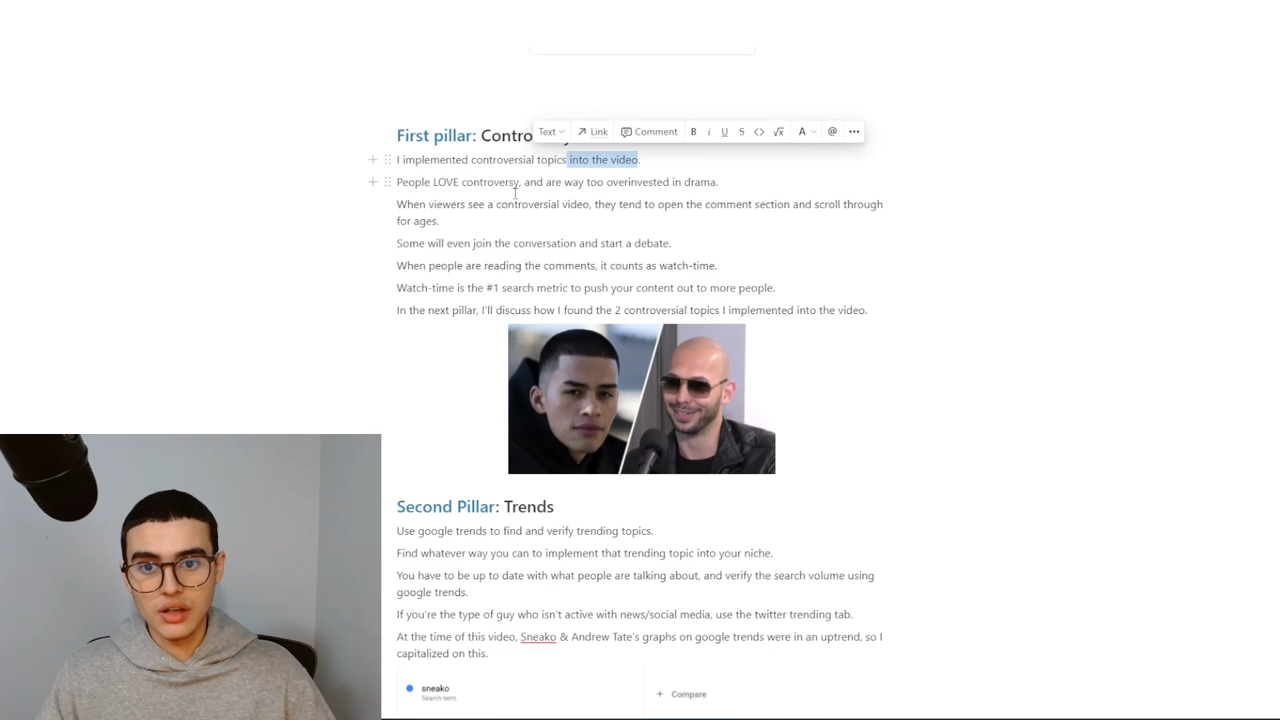 Text Link Comment B i U S <> √x A @ •••
First pillar: Contro
I implemented controversial topics into the video.
People LOVE controversy, and are way too overinvested in drama.
When viewers see a controversial video, they tend to open the comment section and scroll through
for ages.
Some will even join the conversation and start a debate.
When people are reading the comments, it counts as watch-time.
Watch-time is the #1 search metric to push your content out to more people.
In the next pillar, I'll discuss how I found the 2 controversial topics I implemented into the video.
Second Pillar: Trends
Use google trends to find and verify trending topics.
Find whatever way you can to implement that trending topic into your niche.
You have to be up to date with what people are talking about, and verify the search volume using
google trends.
If you're the type of guy who isn't active with news/social media, use the twitter trending tab.
At the time of this video, Sneako & Andrew Tate's graphs on google trends were in an uptrend, so I
capitalized on this.
sneako
Search term
+ Compare